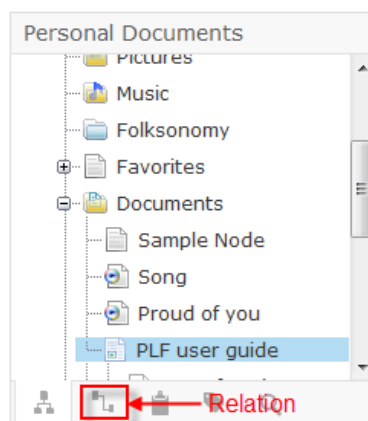 Personal Documents
Pictures
Music
Folksonomy
Favorites
Documents
Sample Node
Song
Proud of you
PLF user guide
Relation